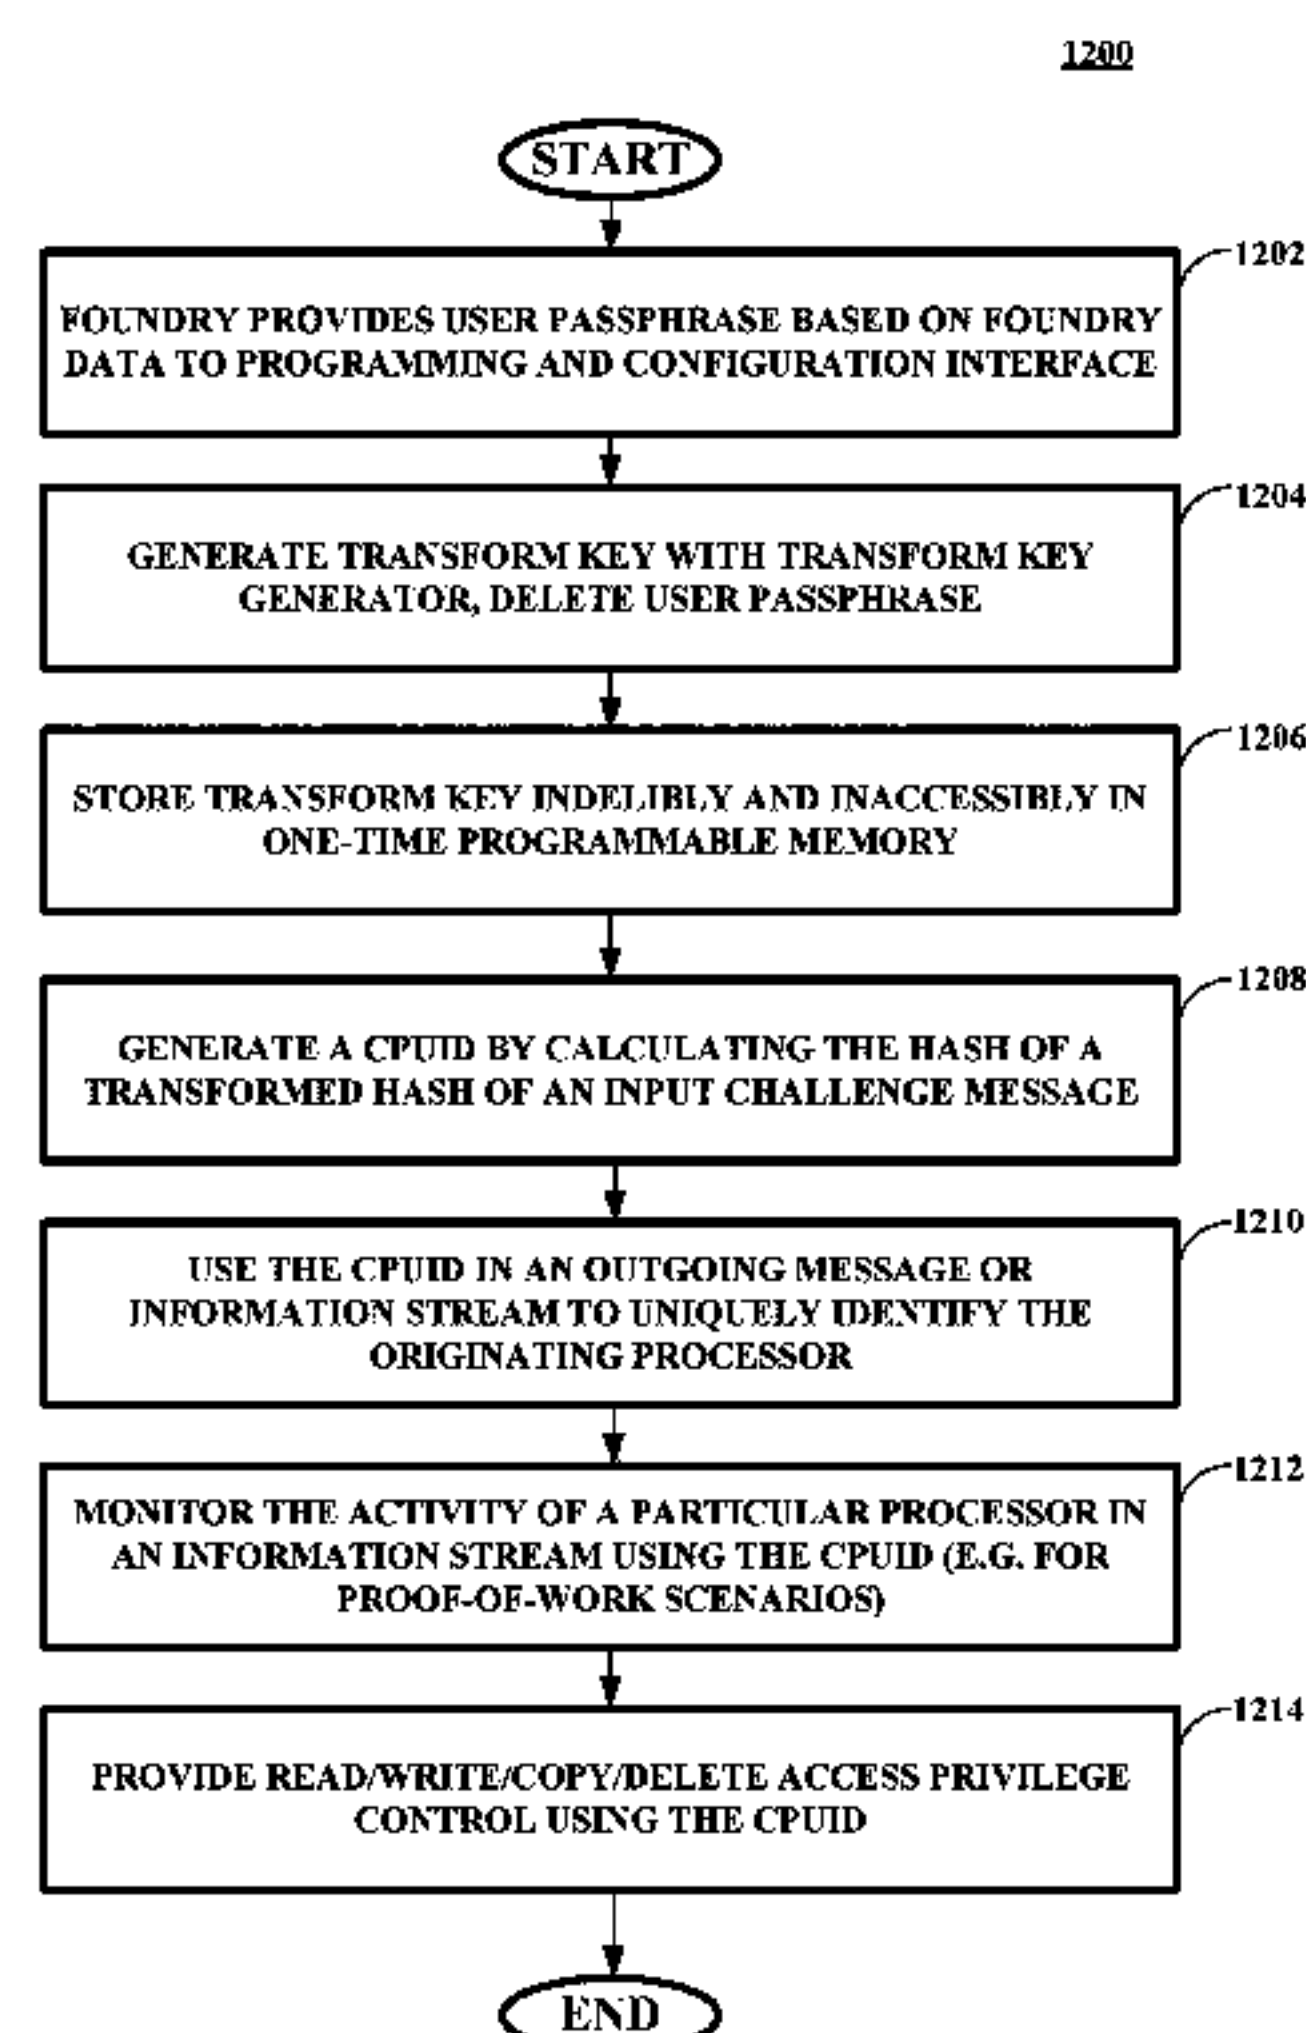 1200
START
1202
FOUNDRY PROVIDES USER PASSPHRASE BASED ON FOUNDRY
DATA TO PROGRAMMING AND CONFIGURATION INTERFACE
1204
GENERATE TRANSFORM KEY WITH TRANSFORM KEY
GENERATOR, DELETE USER PASSPHRASE
1206
STORE TRANSFORM KEY INDELIBLY AND INACCESSIBLY IN
ONE-TIME PROGRAMMABLE MEMORY
1208
GENERATE A CPUID BY CALCULATING THE HASH OF A
TRANSFORMED HASH OF AN INPUT CHALLENGE MESSAGE
1210
USE THE CPUID IN AN OUTGOING MESSAGE OR
INFORMATION STREAM TO UNIQUELY IDENTIFY THE
ORIGINATING PROCESSOR
1212
MONITOR THE ACTIVITY OF A PARTICULAR PROCESSOR IN
AN INFORMATION STREAM USING THE CPUID (E.G. FOR
PROOF-OF-WORK SCENARIOS)
1214
PROVIDE READ/WRITE/COPY/DELETE ACCESS PRIVILEGE
CONTROL USING THE CPUID
END